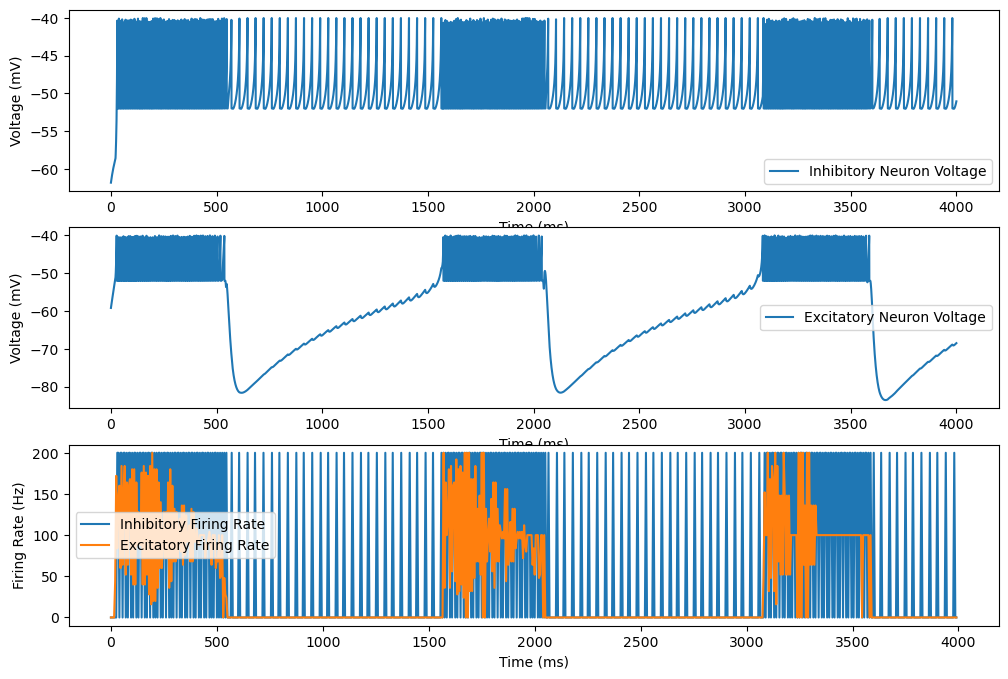 −40
−45
−50
−55
−60
Voltage (mV)
Inhibitory Neuron Voltage
0 500 1000 1500 2000 2500 3000 3500 4000
Time (ms)
−40
−50
−60
−70
−80
Voltage (mV)
Excitatory Neuron Voltage
0 500 1000 1500 2000 2500 3000 3500 4000
Time (ms)
200
150
100
50
0
Firing Rate (Hz)
Inhibitory Firing Rate
Excitatory Firing Rate
0 500 1000 1500 2000 2500 3000 3500 4000
Time (ms)